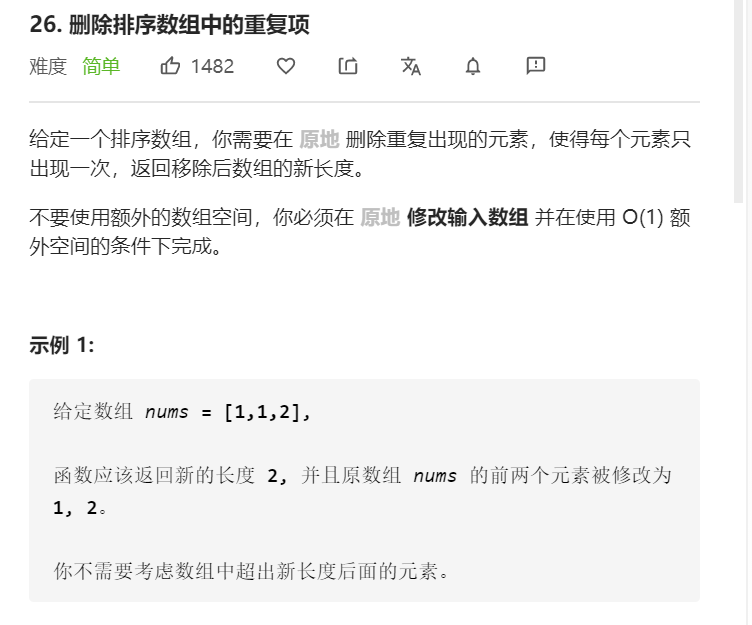 26. 删除排序数组中的重复项
难度 简单 1482
给定一个排序数组，你需要在 原地 删除重复出现的元素，使得每个元素只
出现一次，返回移除后数组的新长度。
不要使用额外的数组空间，你必须在 原地 修改输入数组 并在使用 O(1) 额
外空间的条件下完成。
示例 1:
给定数组 nums = [1,1,2],
函数应该返回新的长度 2, 并且原数组 nums 的前两个元素被修改为
1, 2。
你不需要考虑数组中超出新长度后面的元素。